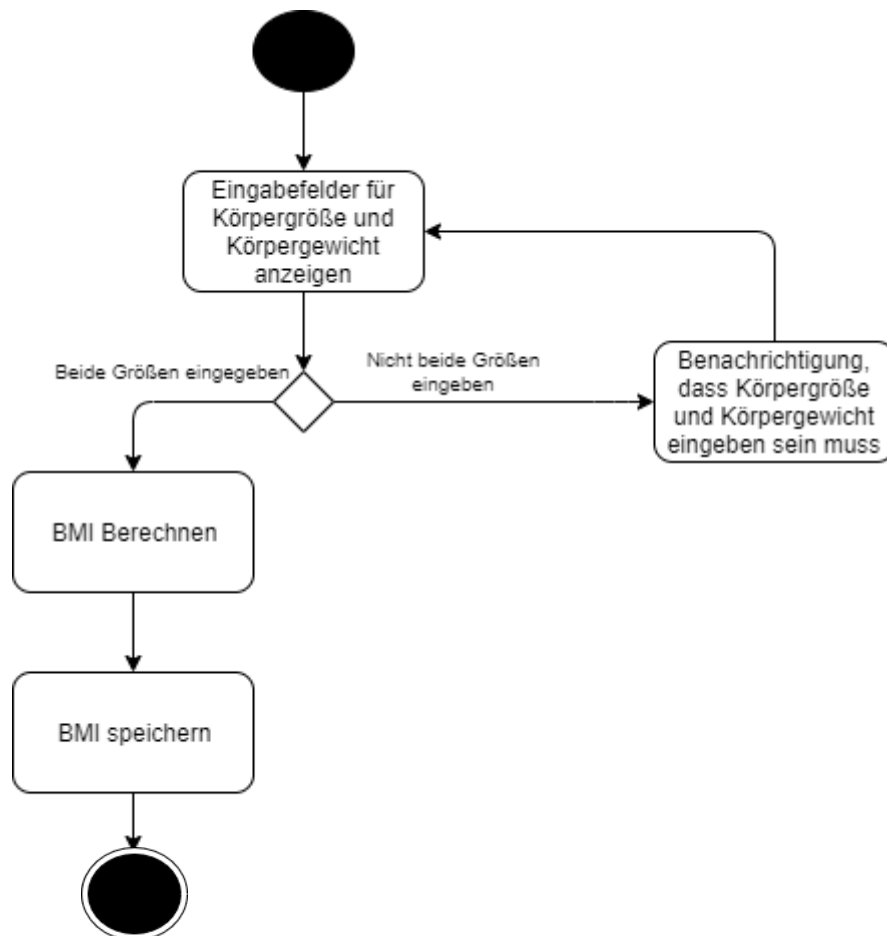 Eingabefelder für
Körpergröße und
Körpergewicht
anzeigen
Beide Größen eingegeben
Nicht beide Größen
eingeben
Benachrichtigung,
dass Körpergröße
und Körpergewicht
eingeben sein muss
BMI Berechnen
BMI speichern